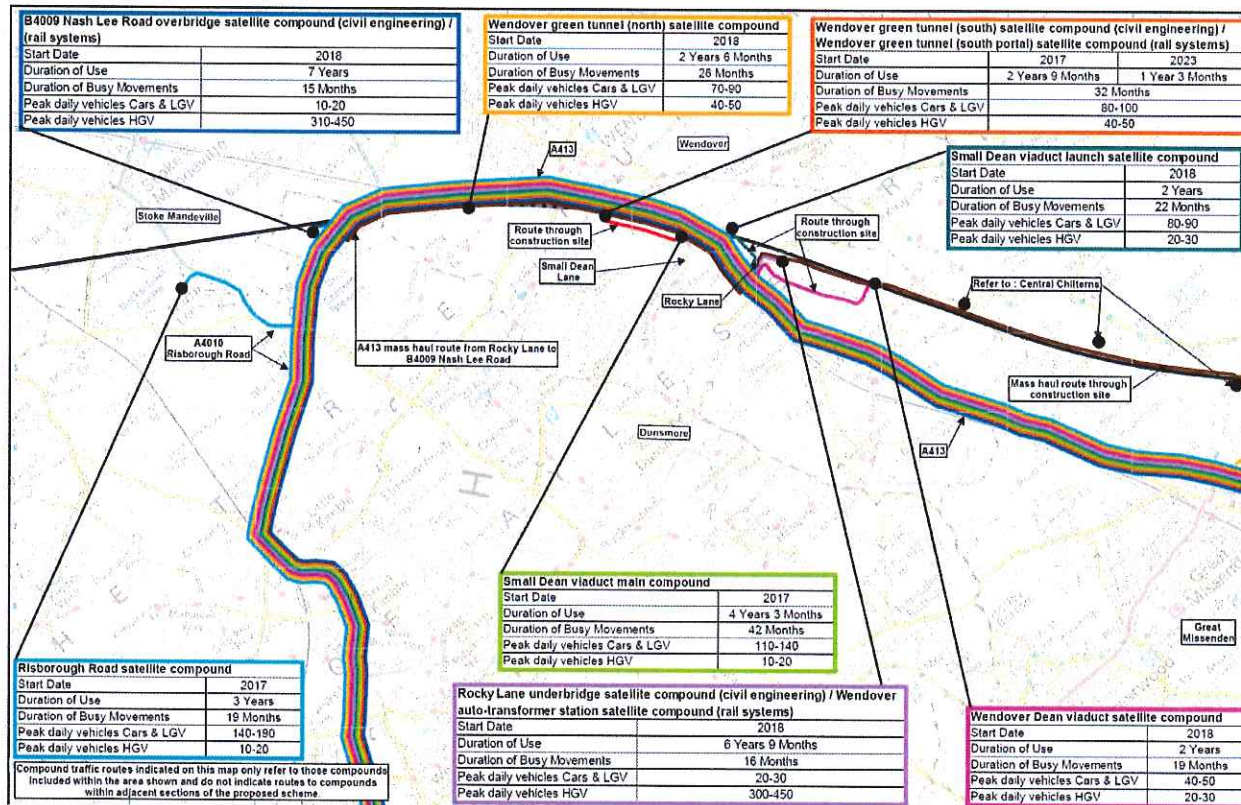 B4009 Nash Lee Road overbridge satellite compound (civil engineering) /
(rail systems)
Start Date 2018
Duration of Use 7 Years
Duration of Busy Movements 15 Months
Peak daily vehicles Cars & LGV 10-20
Peak daily vehicles HGV 310-450
Wendover green tunnel (north) satellite compound
Start Date 2018
Duration of Use 2 Years 6 Months
Duration of Busy Movements 26 Months
Peak daily vehicles Cars & LGV 70-90
Peak daily vehicles HGV 40-50
Wendover green tunnel (south) satellite compound (civil engineering) /
Wendover green tunnel (south portal) satellite compound (rail systems)
Start Date 2017 2023
Duration of Use 2 Years 9 Months 1 Year 3 Months
Duration of Busy Movements 32 Months
Peak daily vehicles Cars & LGV 80-100
Peak daily vehicles HGV 40-50
A413
Wendover
Small Dean viaduct launch satellite compound
Start Date 2018
Duration of Use 2 Years
Duration of Busy Movements 22 Months
Peak daily vehicles Cars & LGV 80-90
Peak daily vehicles HGV 20-30
Stoke Mandeville
Route through
construction site
Route through
construction site
Small Dean
Lane
Rocky Lane
Refer to : Central Chilterns
A4010
Risborough Road
A413 mass haul route from Rocky Lane to
B4009 Nash Lee Road
Mass haul route through
construction site
Dunsmore
A413
Small Dean viaduct main compound
Start Date 2017
Duration of Use 4 Years 3 Months
Duration of Busy Movements 42 Months
Peak daily vehicles Cars & LGV 110-140
Peak daily vehicles HGV 10-20
Great
Missenden
Risborough Road satellite compound
Start Date 2017
Duration of Use 3 Years
Duration of Busy Movements 19 Months
Peak daily vehicles Cars & LGV 140-190
Peak daily vehicles HGV 10-20
Rocky Lane underbridge satellite compound (civil engineering) / Wendover
auto-transformer station satellite compound (rail systems)
Start Date 2018
Duration of Use 6 Years 9 Months
Duration of Busy Movements 16 Months
Peak daily vehicles Cars & LGV 20-30
Peak daily vehicles HGV 300-450
Wendover Dean viaduct satellite compound
Start Date 2018
Duration of Use 2 Years
Duration of Busy Movements 19 Months
Peak daily vehicles Cars & LGV 40-50
Peak daily vehicles HGV 20-30
Compound traffic routes indicated on this map only refer to those compounds
included within the area shown and do not indicate routes to compounds
within adjacent sections of the proposed scheme.